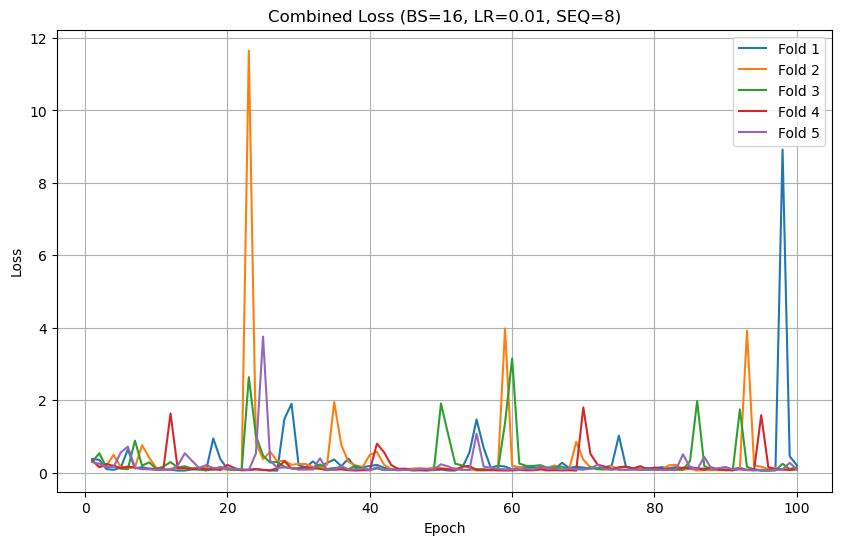 Combined Loss (BS=16, LR=0.01, SEQ=8)
Loss
12
10
8
6
4
2
0
Fold 1
Fold 2
Fold 3
Fold 4
Fold 5
0 20 40 60 80 100
Epoch